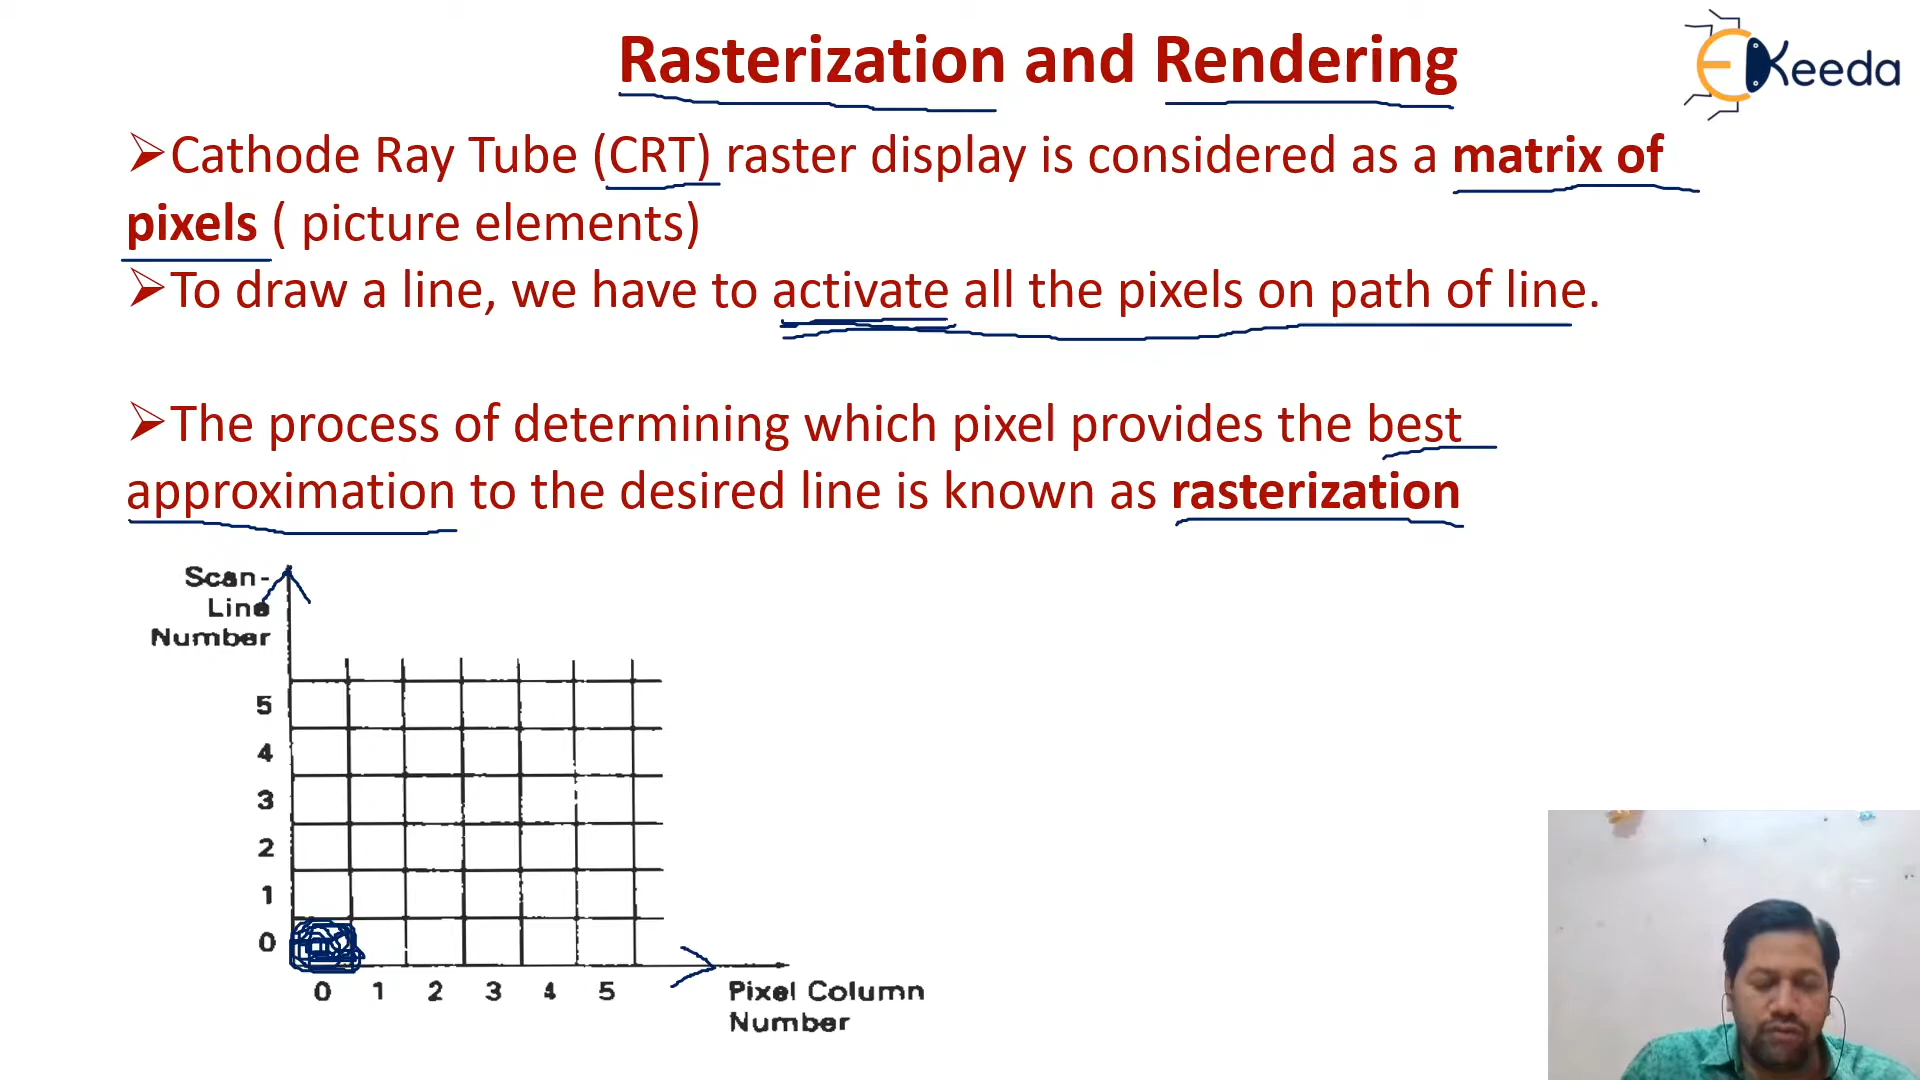 Rasterization and Rendering
EKeeda
➢Cathode Ray Tube (CRT) raster display is considered as a matrix of
pixels ( picture elements)
➢To draw a line, we have to activate all the pixels on path of line.
➢The process of determining which pixel provides the best
approximation to the desired line is known as rasterization
Scan-
Line
Number
5
4
3
2
1
0
0 1 2 3 4 5
Pixel Column
Number